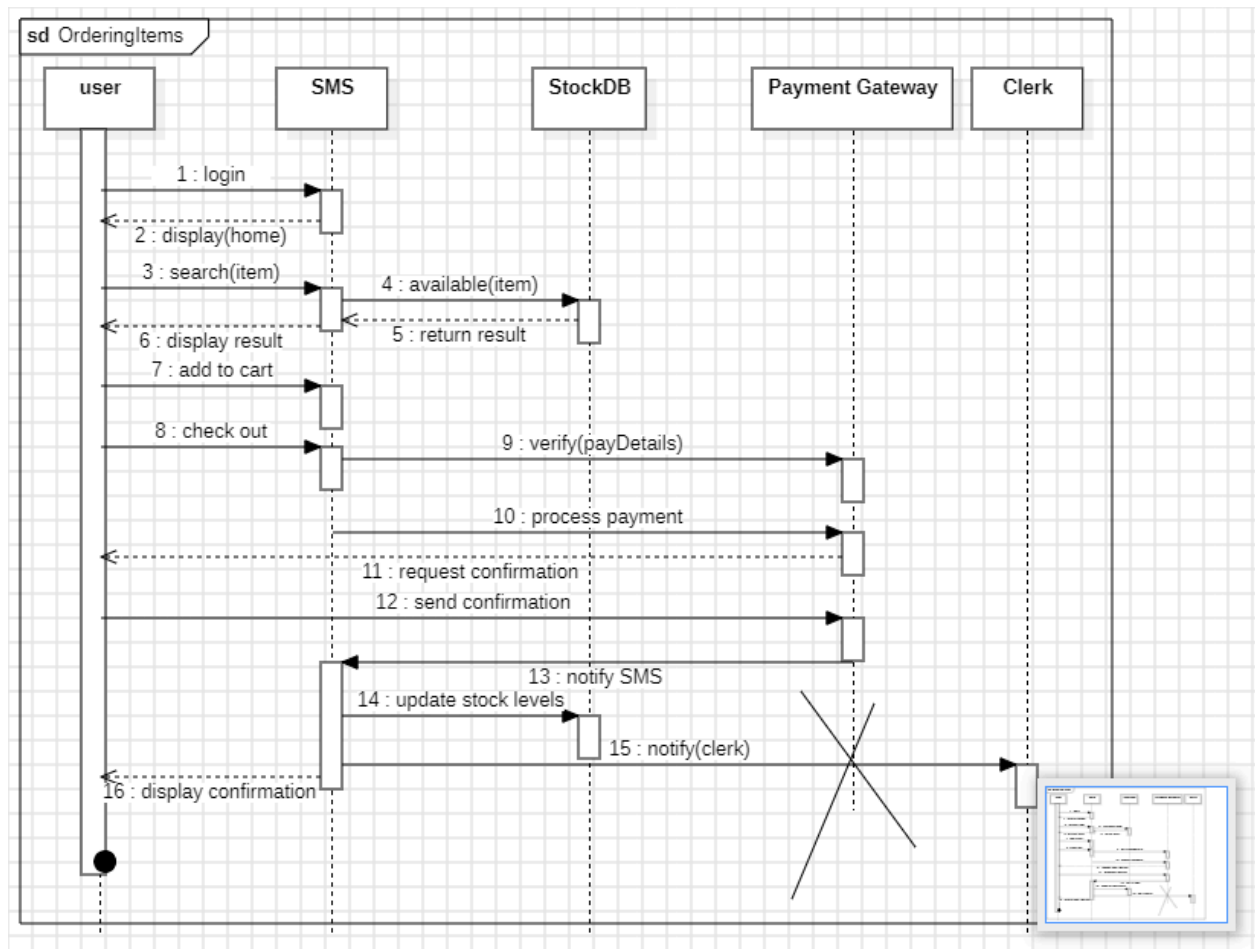 sd OrderingItems
user
SMS
StockDB
Payment Gateway
Clerk
1 : login
2 : display(home)
3 : search(item)
4 : available(item)
5 : return result
6 : display result
7 : add to cart
8 : check out
9 : verify(payDetails)
10 : process payment
11 : request confirmation
12 : send confirmation
13 : notify SMS
14 : update stock levels
15 : notify(clerk)
16 : display confirmation